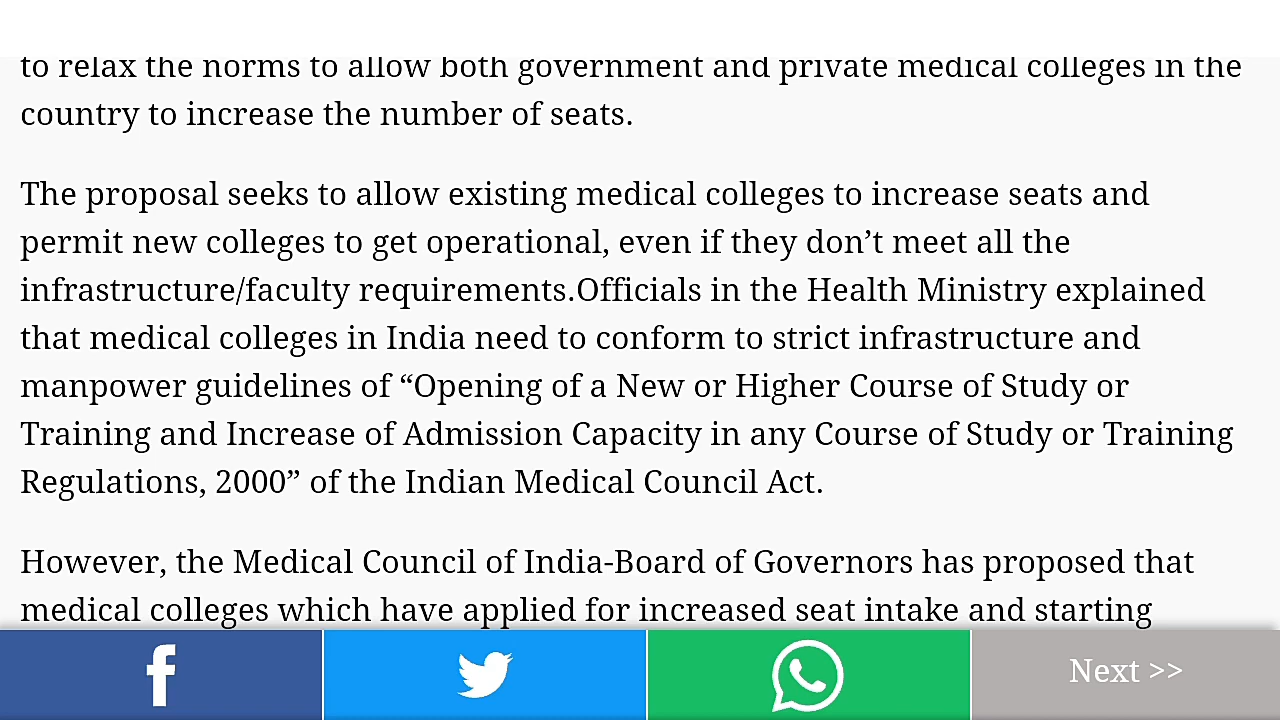 to relax the norms to allow both government and private medical colleges in the
country to increase the number of seats.
The proposal seeks to allow existing medical colleges to increase seats and
permit new colleges to get operational, even if they don’t meet all the
infrastructure/faculty requirements.Officials in the Health Ministry explained
that medical colleges in India need to conform to strict infrastructure and
manpower guidelines of “Opening of a New or Higher Course of Study or
Training and Increase of Admission Capacity in any Course of Study or Training
Regulations, 2000” of the Indian Medical Council Act.
However, the Medical Council of India-Board of Governors has proposed that
medical colleges which have applied for increased seat intake and starting
Next >>